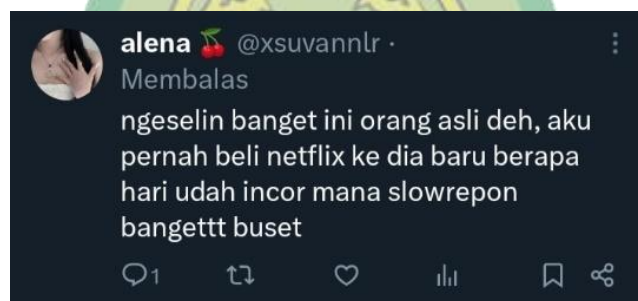 alena 🍒 @xsuvannlr ·
Membalas
ngeselin banget ini orang asli deh, aku
pernah beli netflix ke dia baru berapa
hari udah incor mana slowrepon
bangettt buset
1